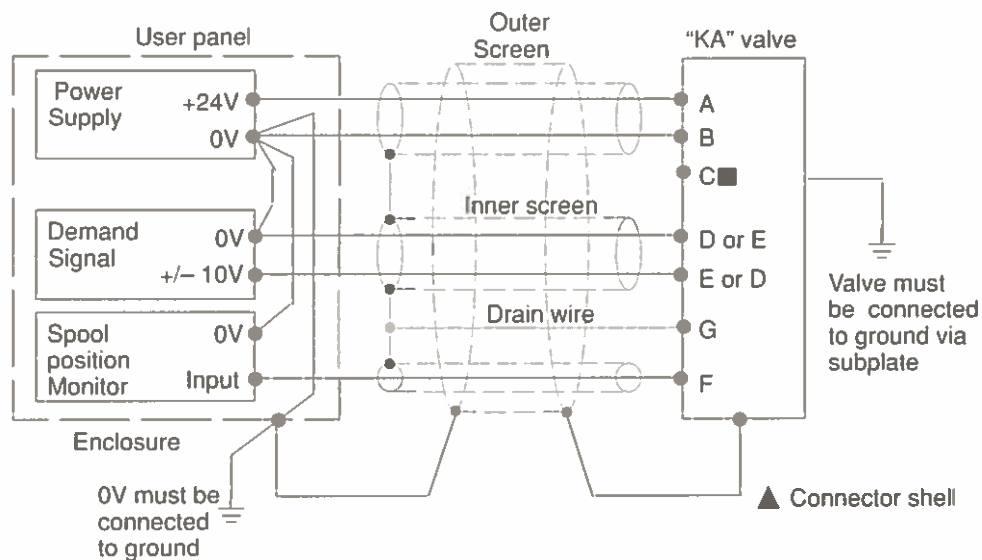 Outer
Screen
User panel
"KA" valve
Power
Supply
+24V
0V
A
B
C■
Inner screen
Demand
Signal
0V
+/– 10V
D or E
E or D
Drain wire
G
Spool
position
Monitor
0V
Input
F
Valve must
be connected
to ground via
subplate
Enclosure
0V must be
connected
to ground
▲ Connector shell